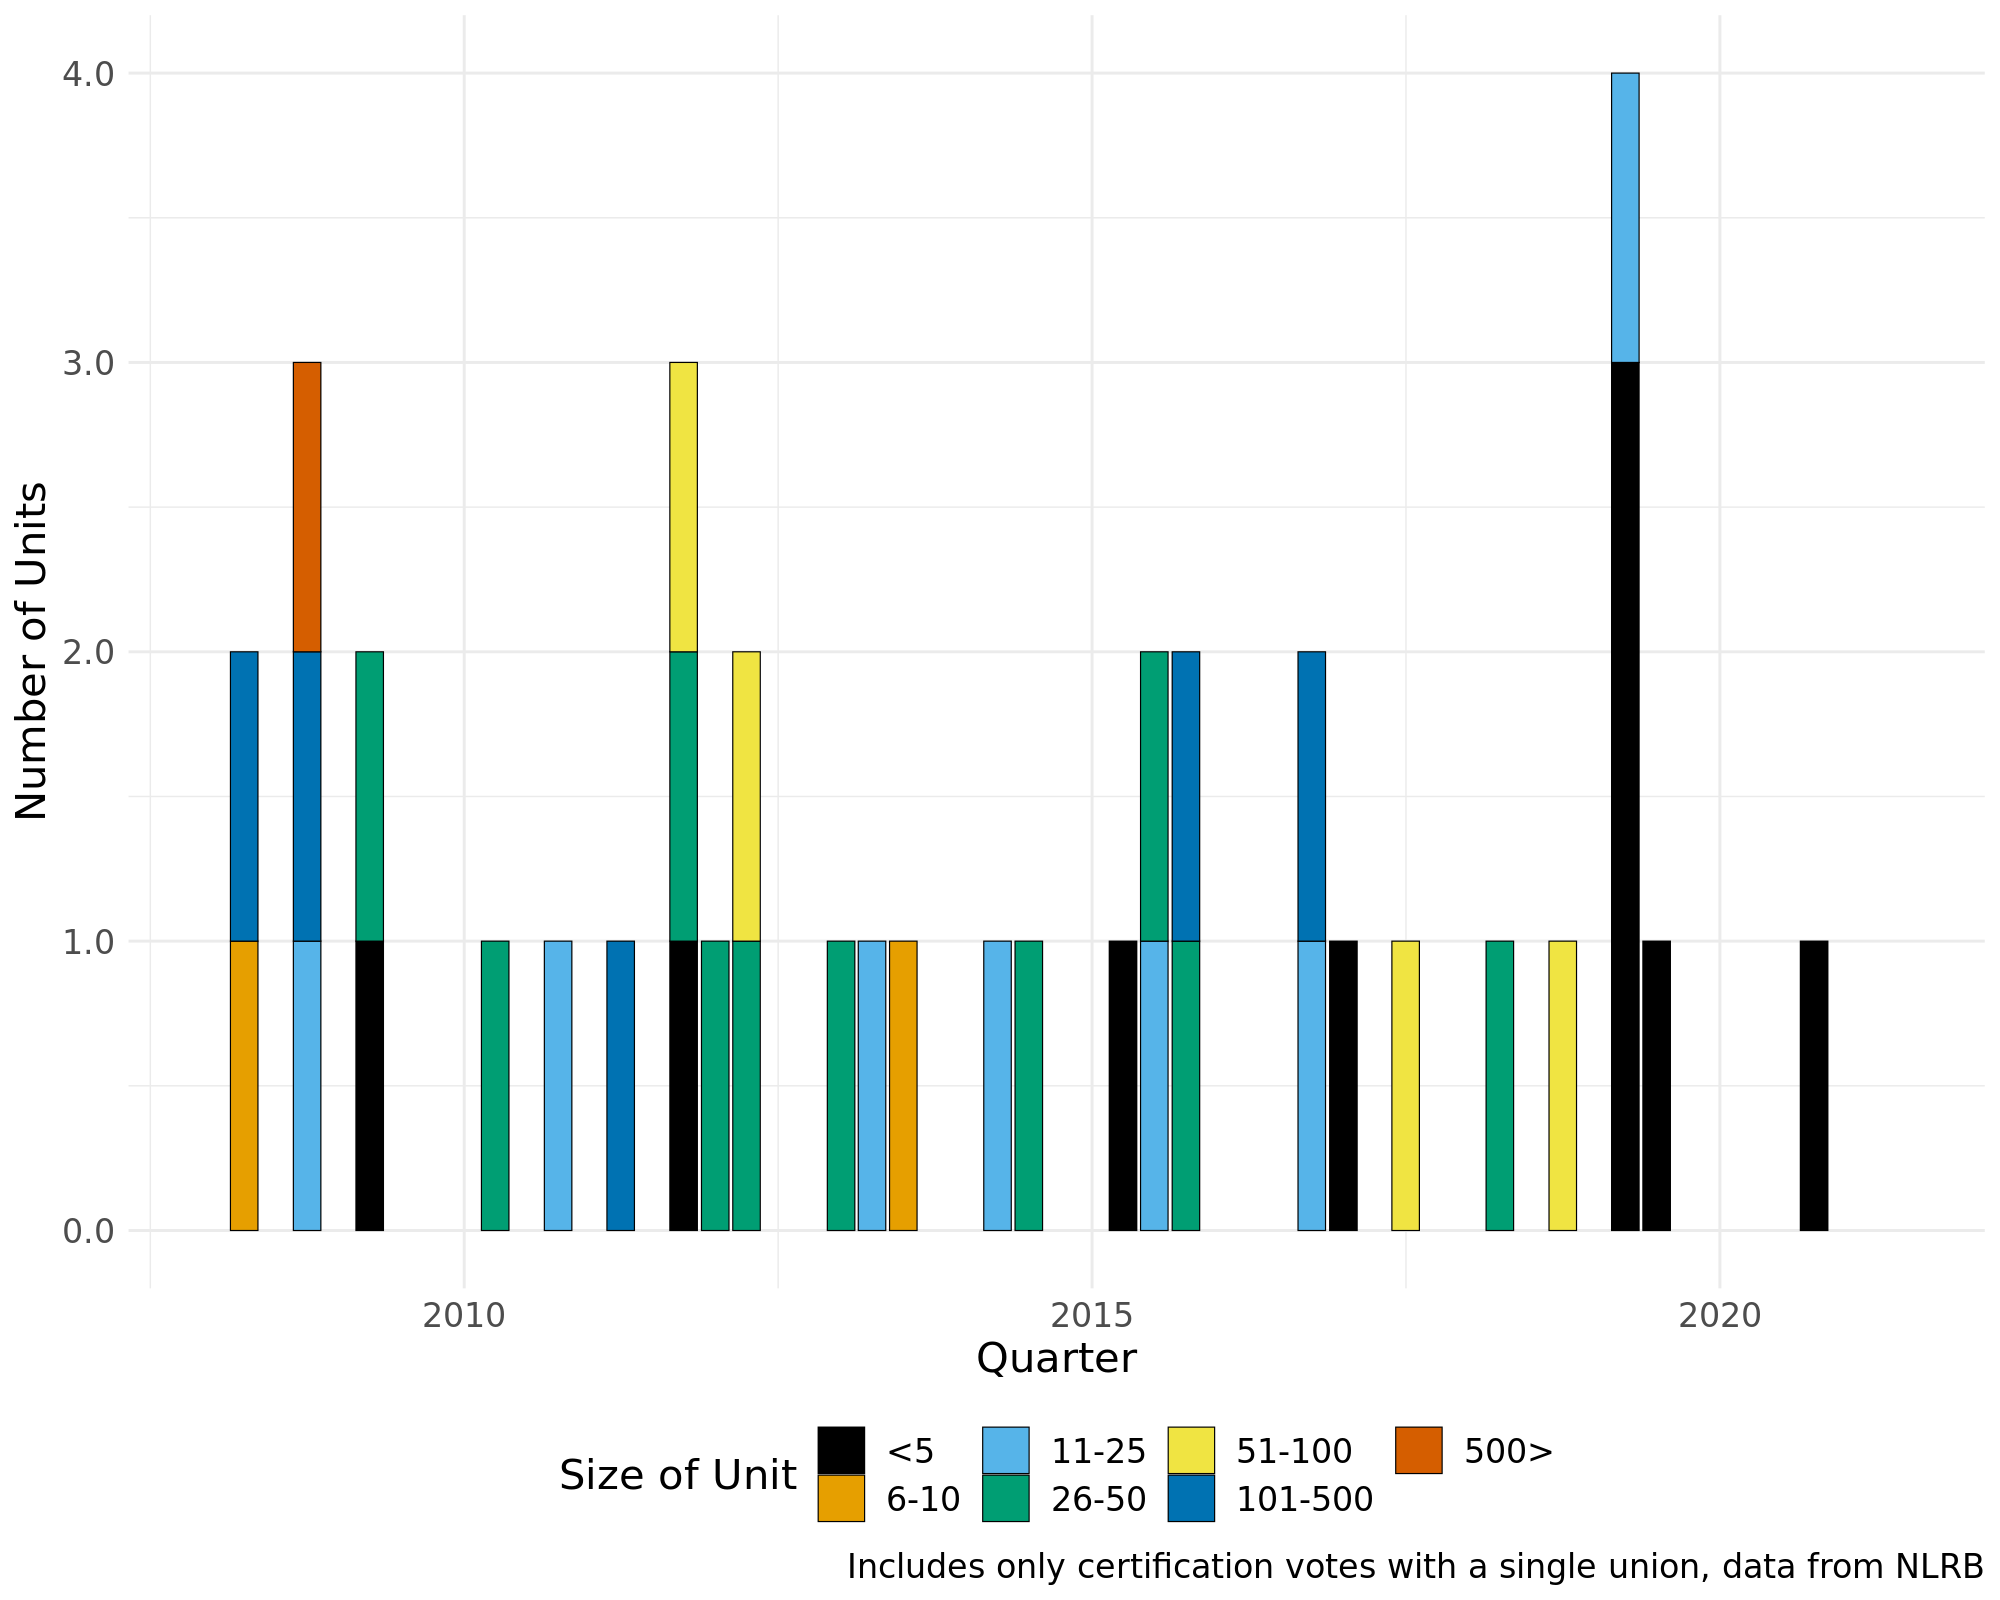 4.0
3.0
2.0
1.0
0.0
Number of Units
2010 2015 2020
Quarter
Size of Unit
<5 11-25 51-100 500>
6-10 26-50 101-500
Includes only certification votes with a single union, data from NLRB